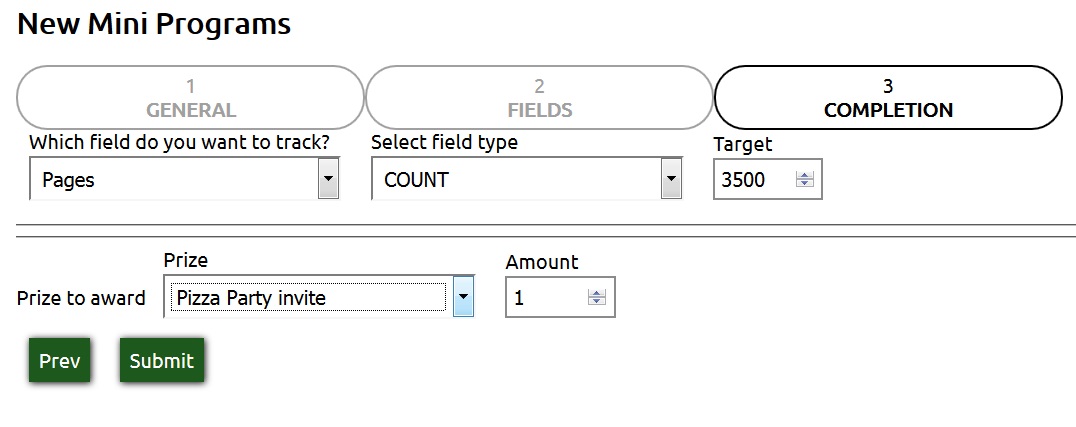 New Mini Programs
1
GENERAL
2
FIELDS
3
COMPLETION
Which field do you want to track?
Select field type
Target
Pages
COUNT
3500
Prize
Amount
Prize to award
Pizza Party invite
1
Prev
Submit